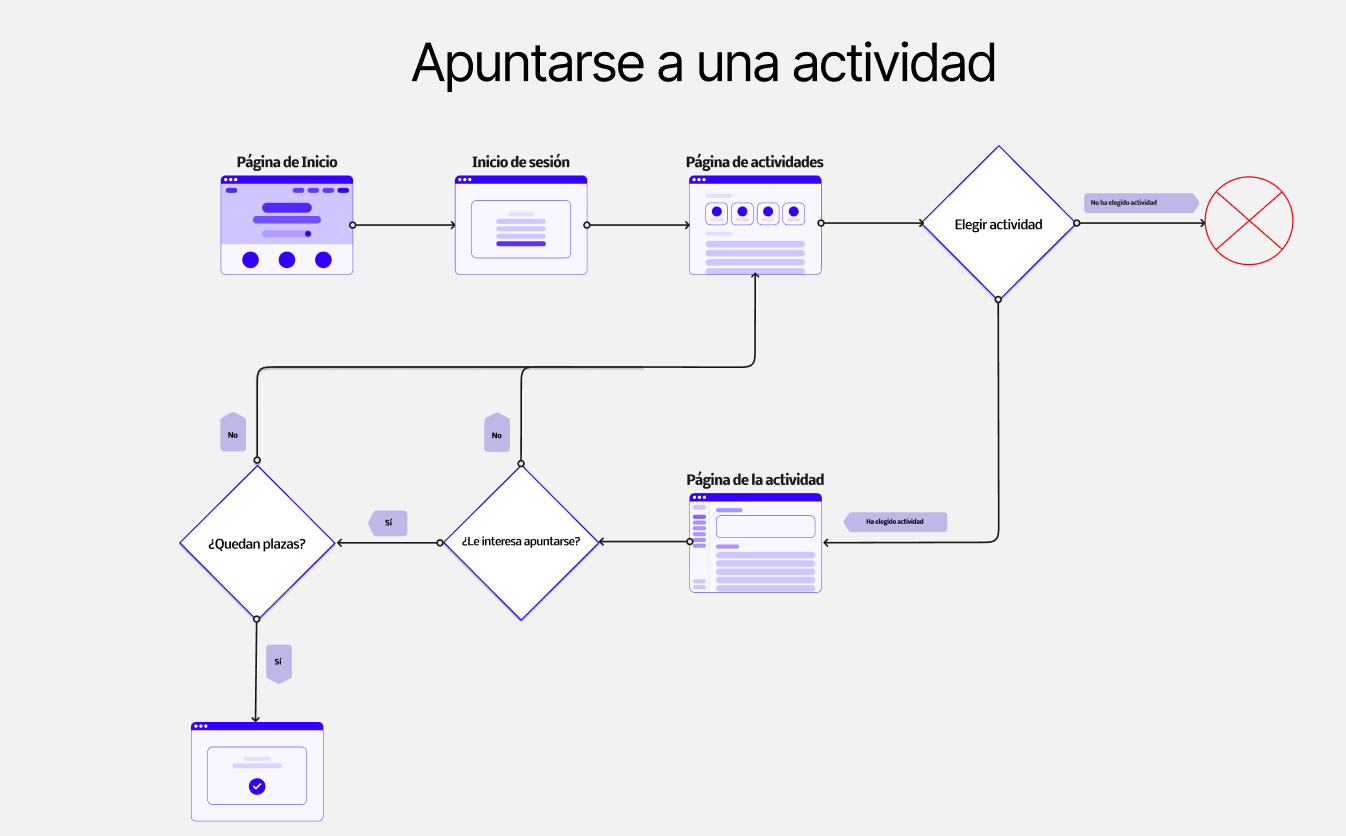 Apuntarse a una actividad
Página de Inicio
Inicio de sesión
Página de actividades
Elegir actividad
No ha elegido actividad
No
No
Página de la actividad
Ha elegido actividad
Sí
¿Le interesa apuntarse?
¿Quedan plazas?
Sí